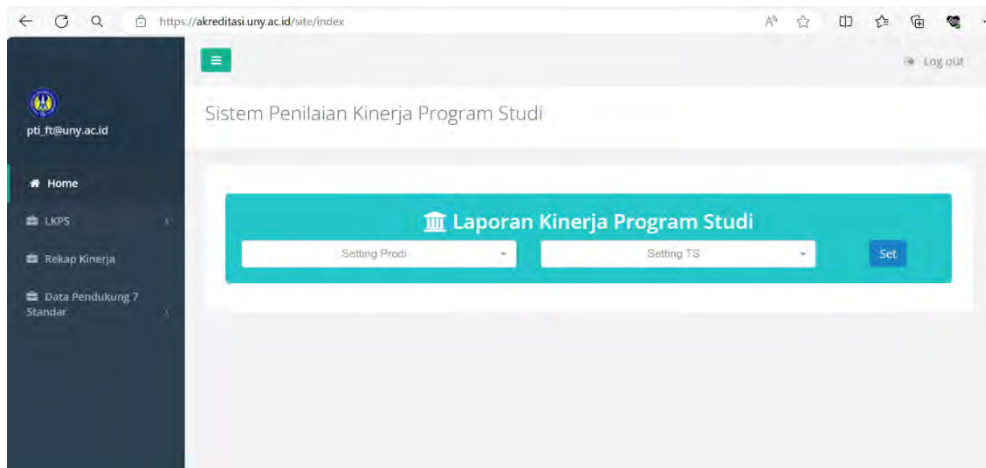 https://akreditasi.uny.ac.id/site/index
Log out
pti_ft@uny.ac.id
Sistem Penilaian Kinerja Program Studi
Home
LKPS
Rekap Kinerja
Data Pendukung 7
Standar
Laporan Kinerja Program Studi
Setting Prodi
Setting TS
Set